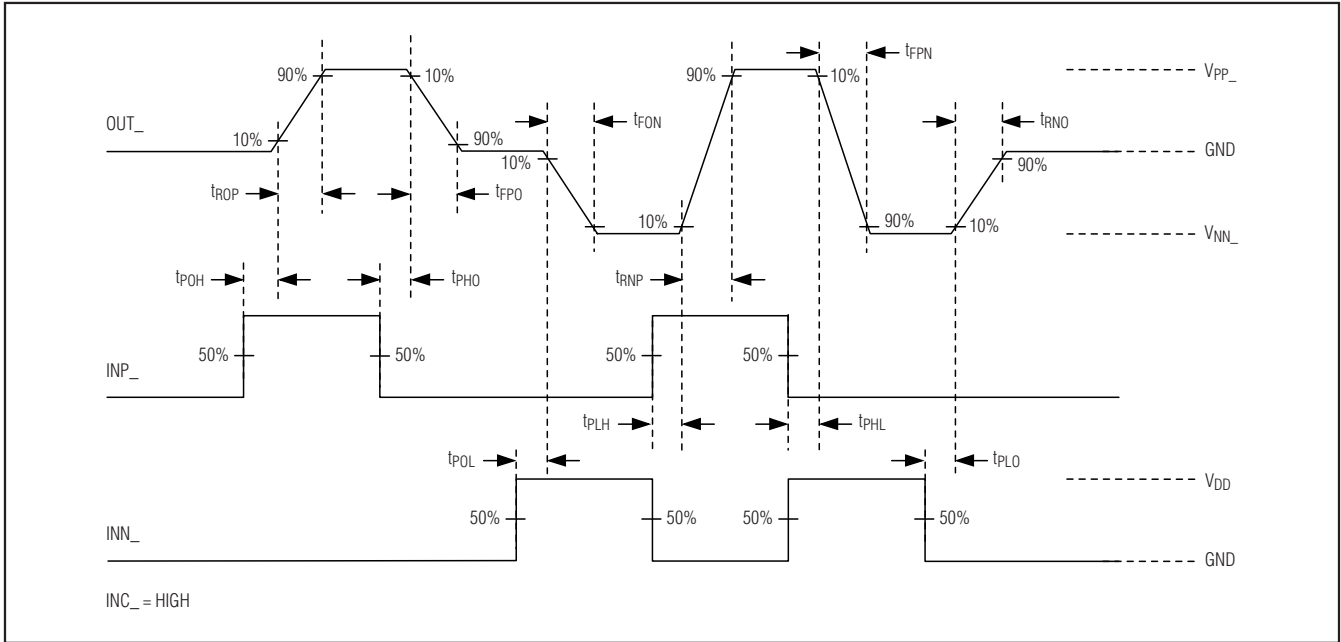 tFPN
90%
10%
VPP_
OUT_
10%
90%
tFON
tRNO
10%
GND
90%
tROP
tFPO
10%
90%
10%
VNN_
tPOH
tPHO
tRNP
50%
50%
50%
50%
INP_
tPLH
tPHL
tPOL
tPLO
VDD
50%
50%
50%
50%
INN_
GND
INC_ = HIGH
90%
10%